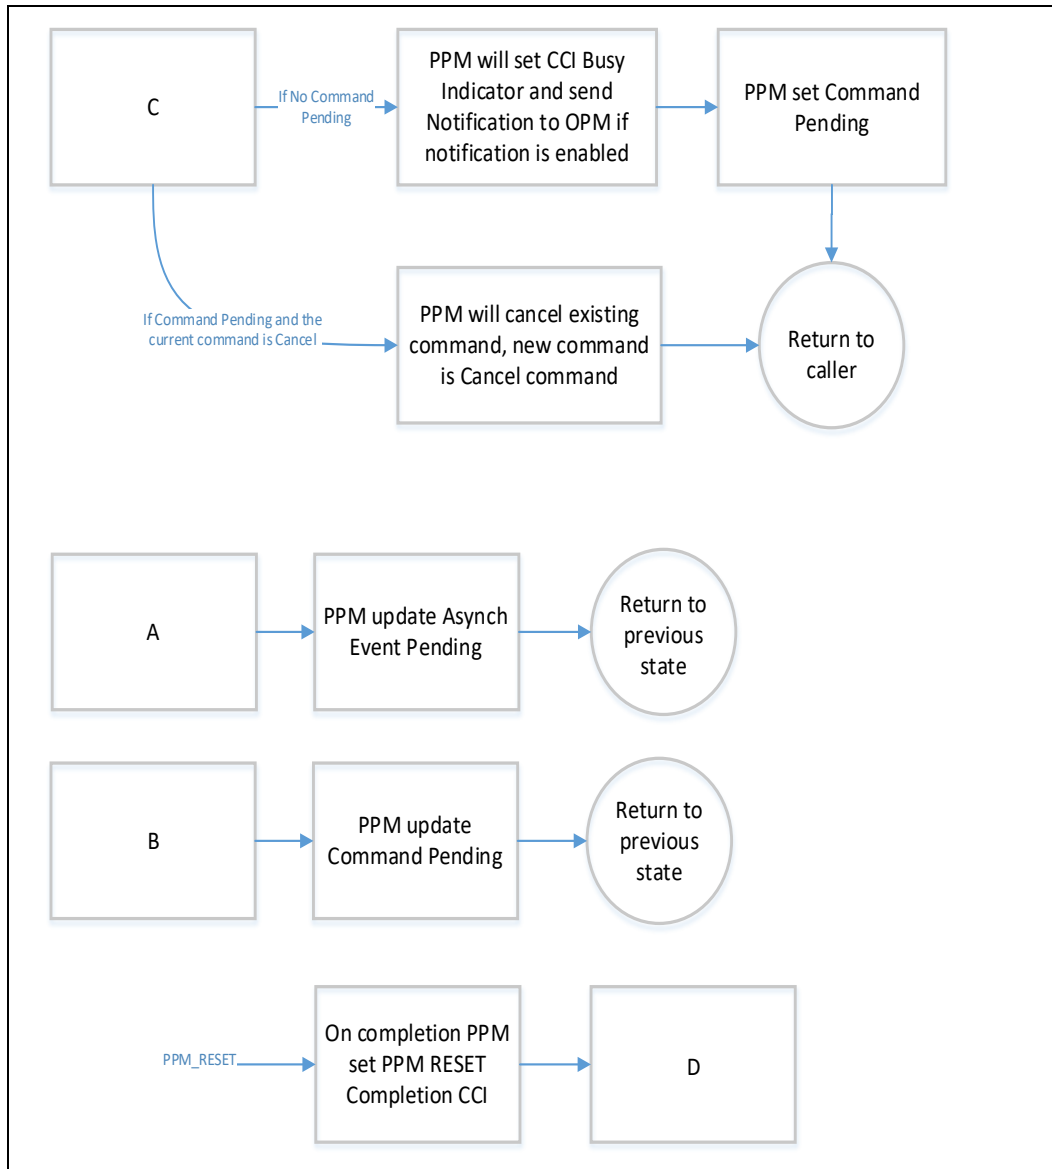 C
If No Command
Pending
PPM will set CCI Busy
Indicator and send
Notification to OPM if
notification is enabled
PPM set Command
Pending
If Command Pending and the
current command is Cancel
PPM will cancel existing
command, new command
is Cancel command
Return to
caller
A
PPM update Asynch
Event Pending
Return to
previous
state
B
PPM update
Command Pending
Return to
previous
state
PPM_RESET
On completion PPM
set PPM RESET
Completion CCI
D